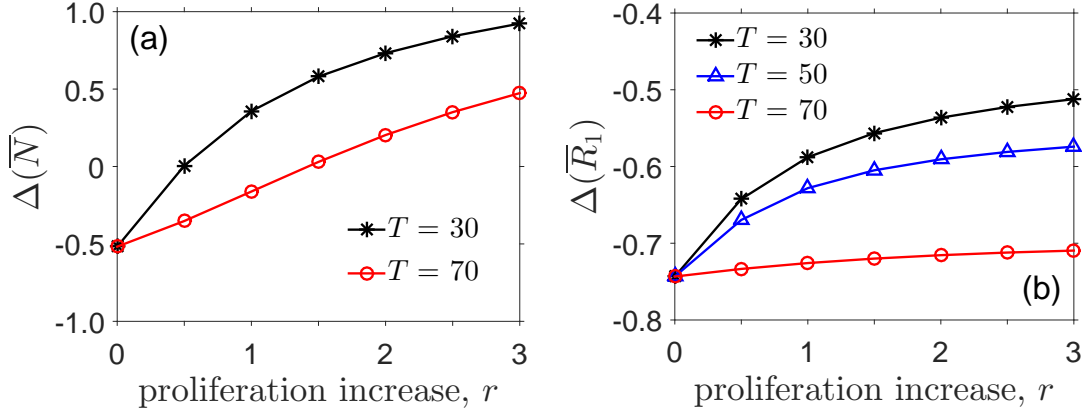 (a)
1.0
0.5
0
-0.5
-1.0
Δ(N̅)
T = 30
T = 70
0 1 2 3
proliferation increase, r
-0.4
-0.5
-0.6
-0.7
-0.8
Δ(R̅₁)
T = 30
T = 50
T = 70
(b)
0 1 2 3
proliferation increase, r